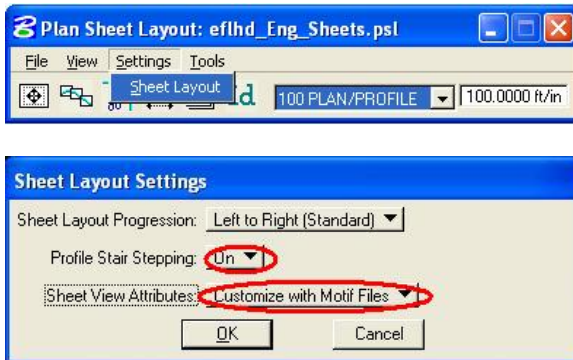 Plan Sheet Layout: eflhd_Eng_Sheets.psl
File View Settings Tools
Sheet Layout
100 PLAN/PROFILE 100.0000 ft/in
Sheet Layout Settings
Sheet Layout Progression: Left to Right (Standard)
Profile Stair Stepping: On
Sheet View Attributes: Customize with Motif Files
OK Cancel